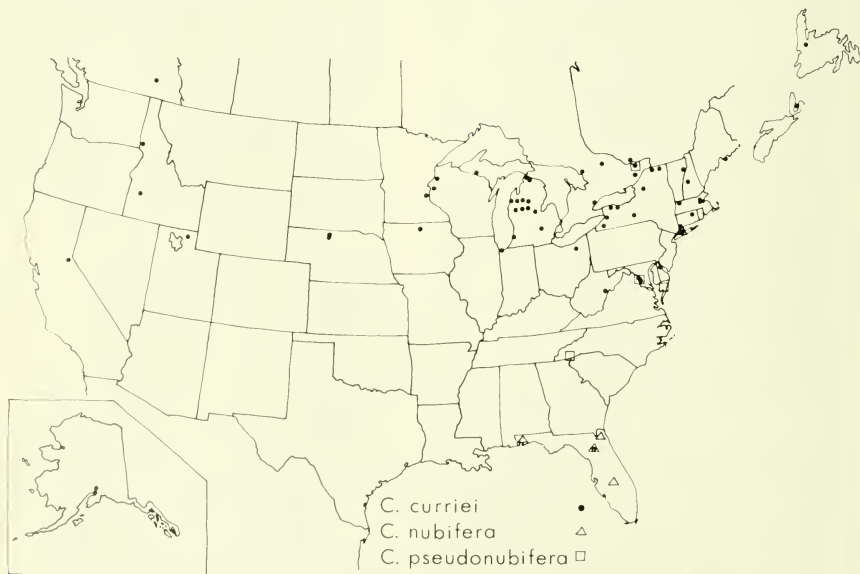 C. curriei ●
C. nubifera △
C. pseudonubifera □